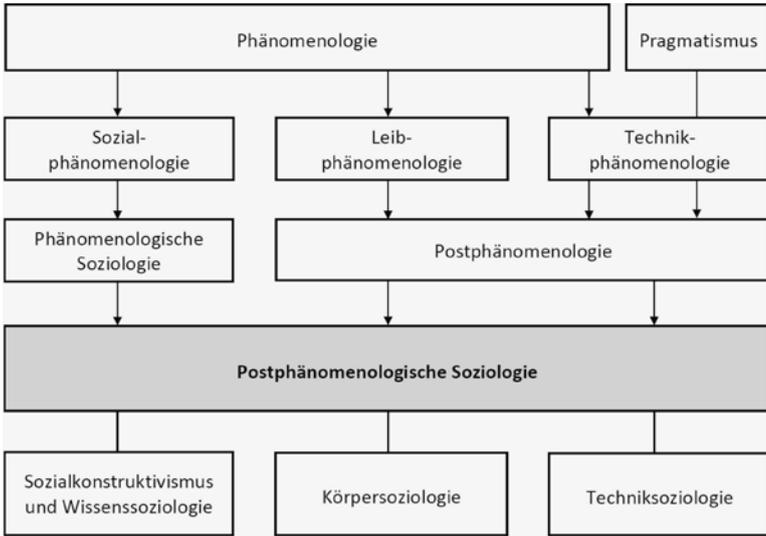 Phänomenologie
Pragmatismus
Sozial-
phänomenologie
Leib-
phänomenologie
Technik-
phänomenologie
Phänomenologische
Soziologie
Postphänomenologie
Postphänomenologische Soziologie
Sozialkonstruktivismus
und Wissenssoziologie
Körpersoziologie
Techniksoziologie